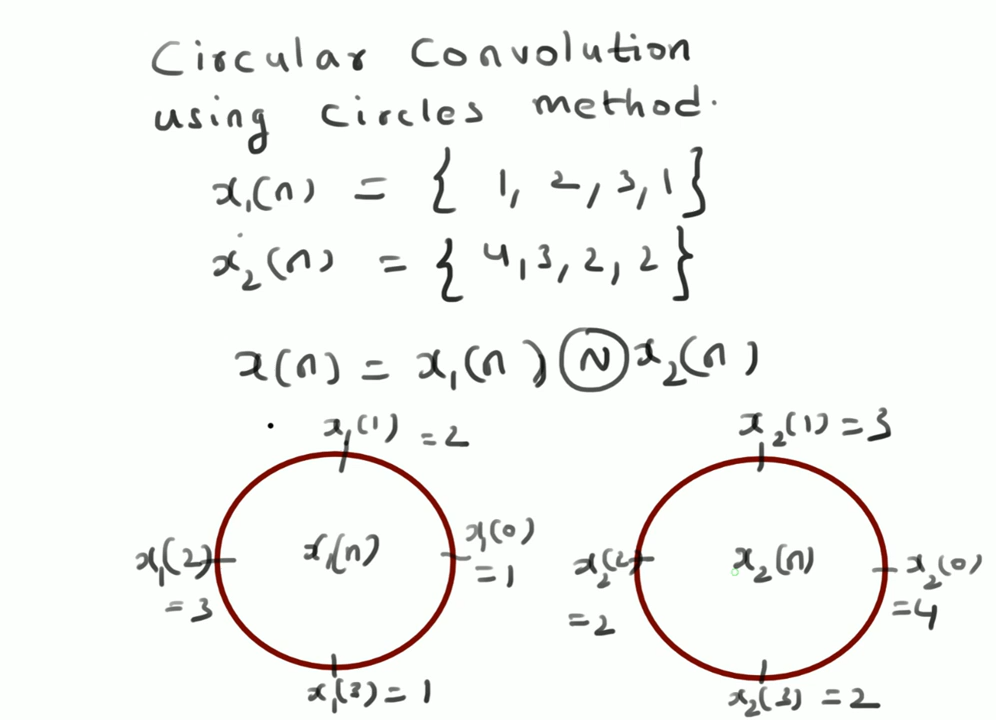 Circular Convolution
using circles method.
x₁(n) = { 1, 2, 3, 1 }
x₂(n) = { 4, 3, 2, 2 }
x(n) = x₁(n) Ⓝ x₂(n)
x₁(1) = 2
x₂(1) = 3
x₁(2) = 3
x₁(n)
x₁(0) = 1
x₂(2) = 2
x₂(n)
x₂(0) = 4
x₁(3) = 1
x₂(3) = 2